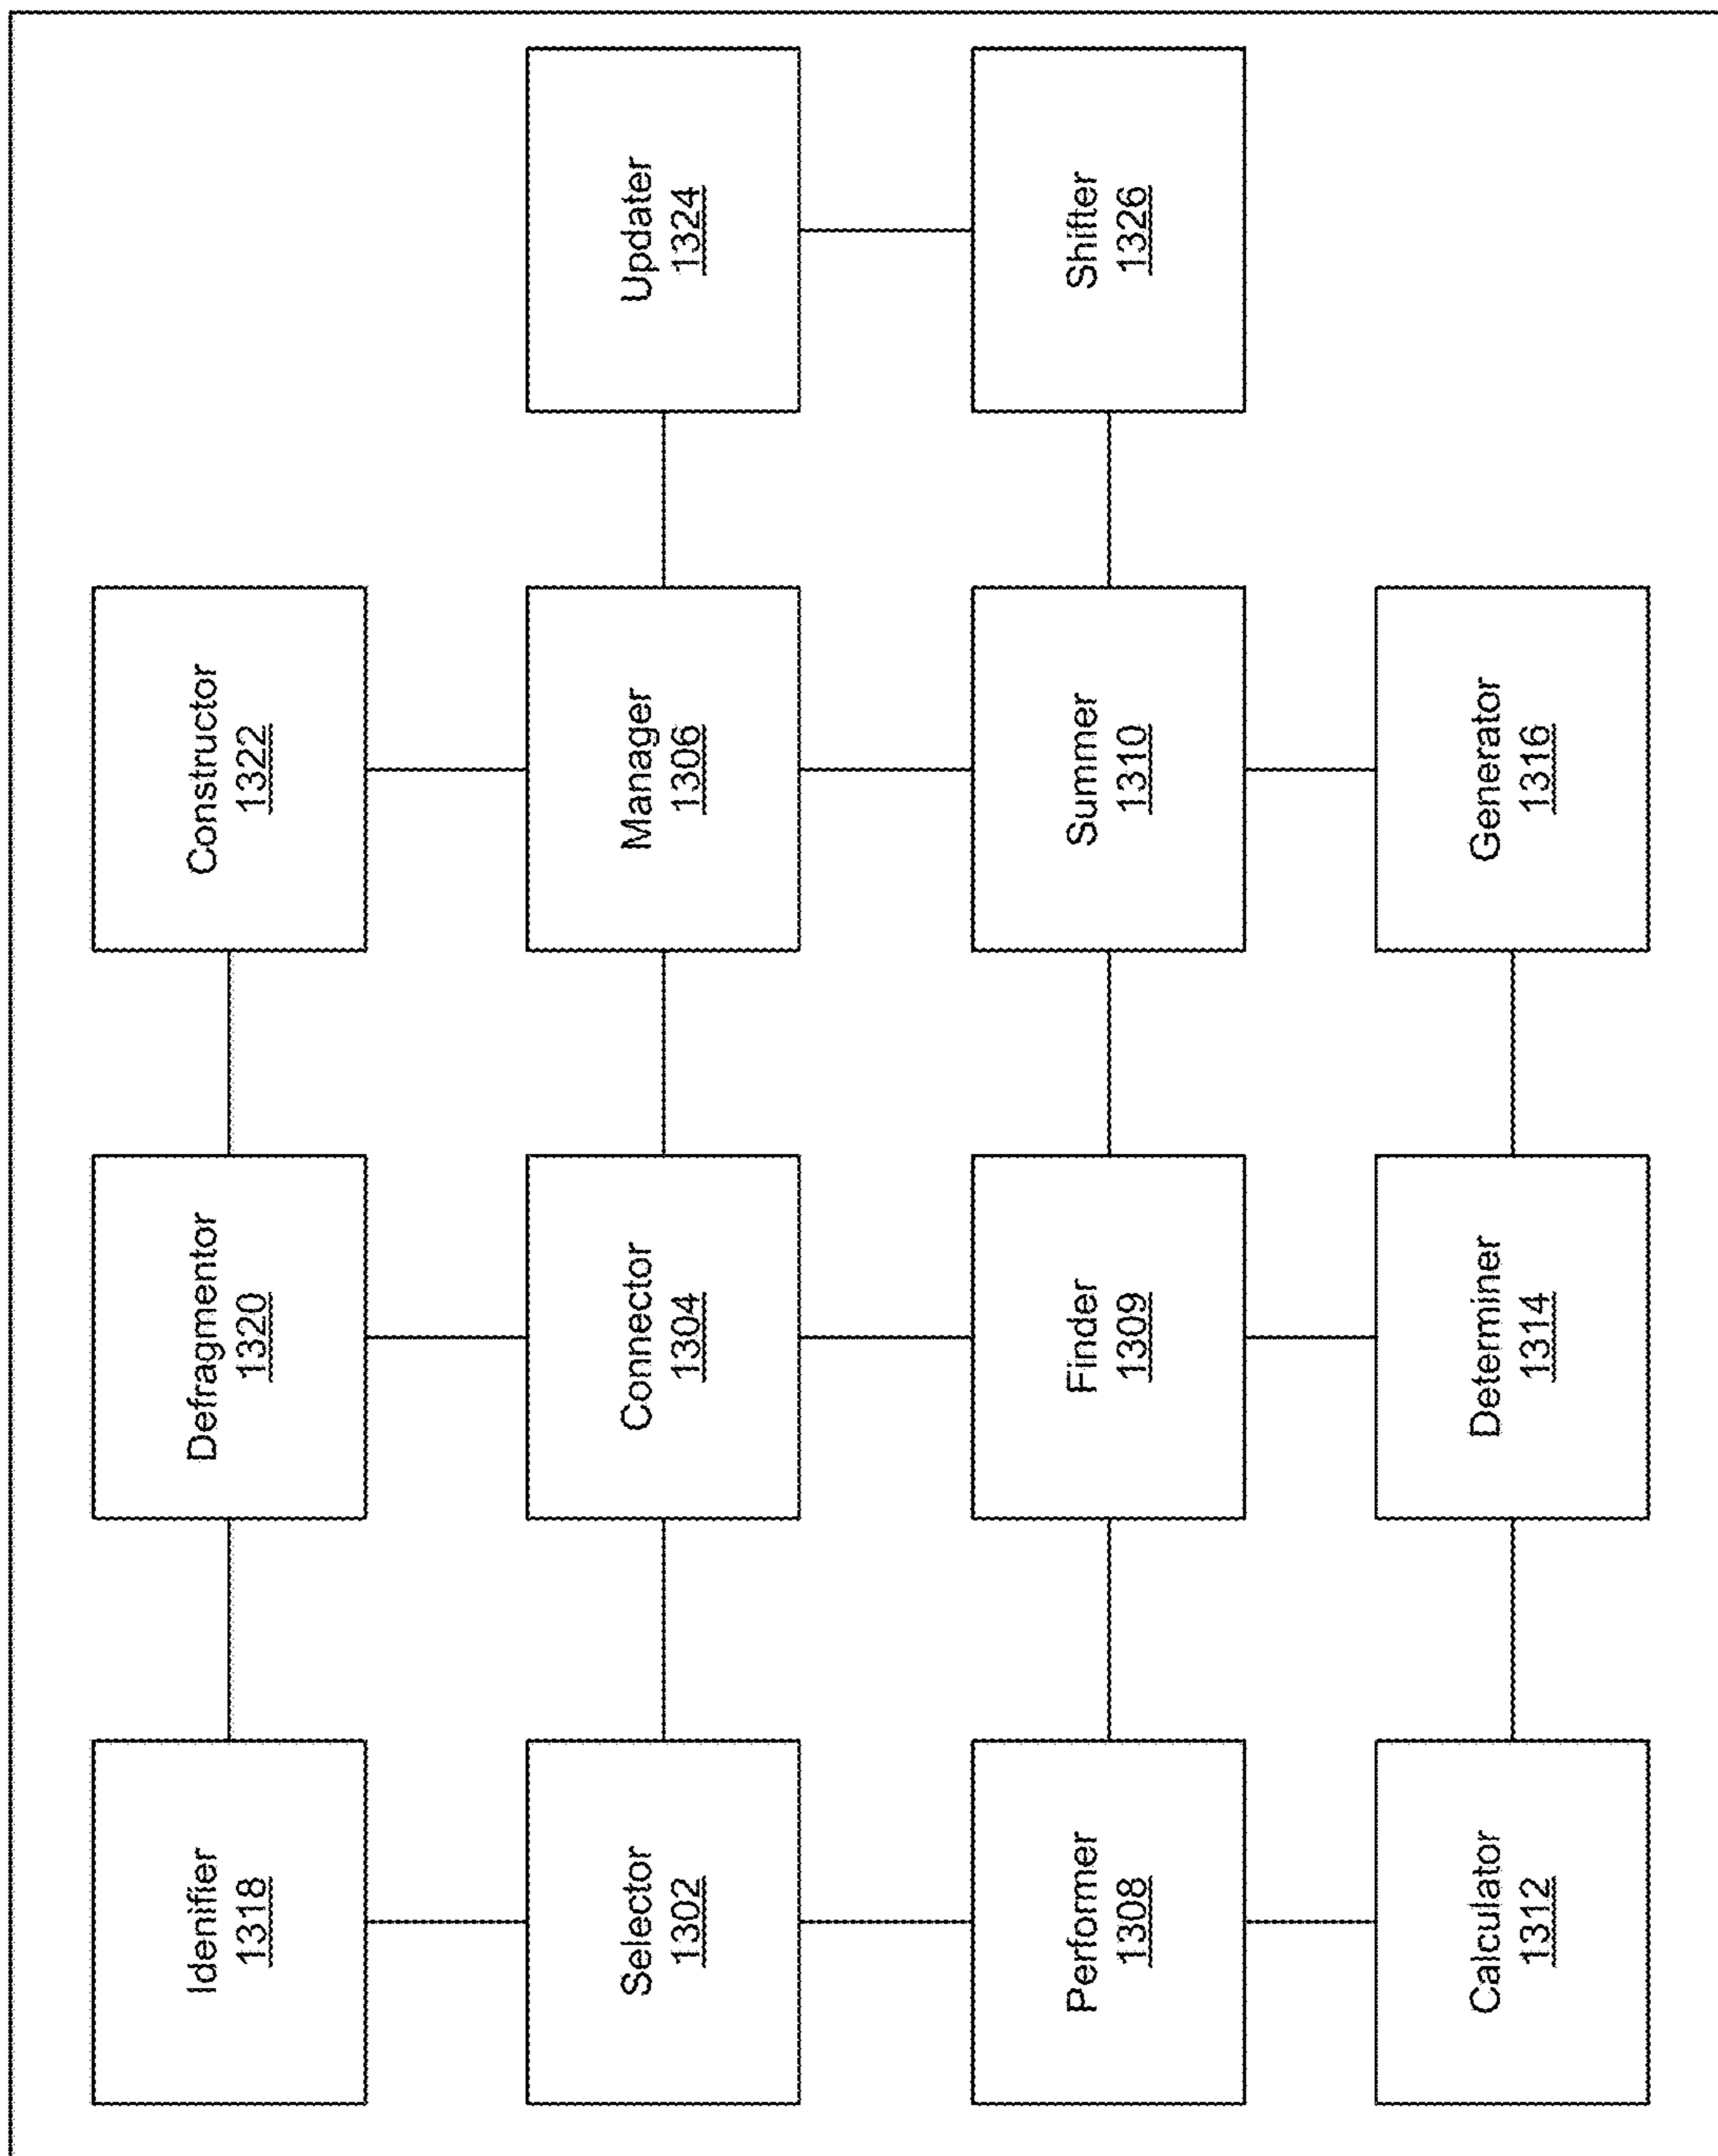 Idenifier
1318
Defragmentor
1320
Constructor
1322
Selector
1302
Connector
1304
Manager
1306
Updater
1324
Performer
1308
Finder
1309
Summer
1310
Shifter
1326
Calculator
1312
Determiner
1314
Generator
1316